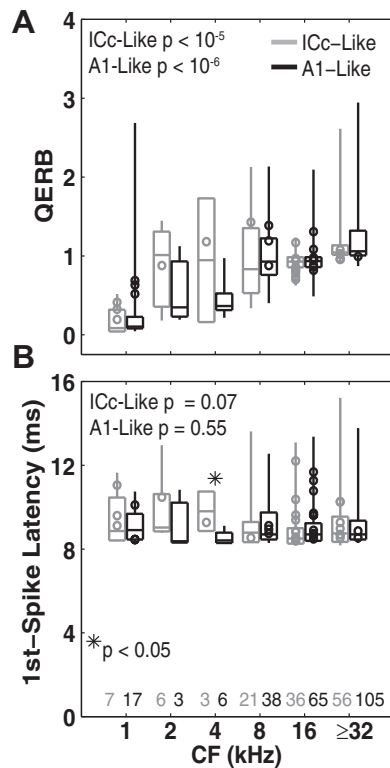 A
ICc-Like p < 10-5
A1-Like p < 10-6
ICc–Like
A1–Like
QERB
4
3
2
1
0
B
ICc-Like p = 0.07
A1-Like p = 0.55
1st–Spike Latency (ms)
16
12
8
4
0
* p < 0.05
7 17 6 3 3 6 21 38 36 65 56 105
1 2 4 8 16 ≥32
CF (kHz)